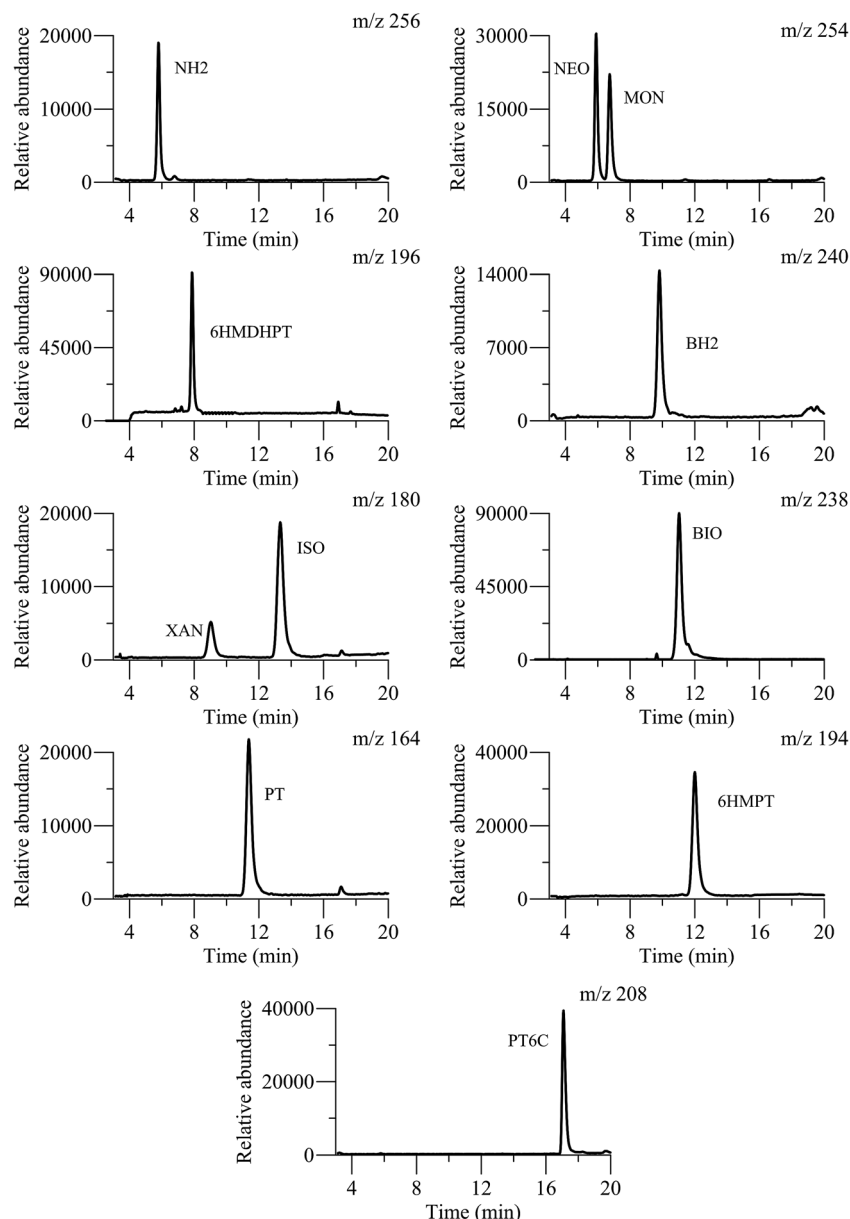 m/z 256
Relative abundance
20000
10000
0
NH2
4 8 12 16 20
Time (min)
m/z 254
Relative abundance
30000
15000
0
NEO
MON
4 8 12 16 20
Time (min)
m/z 196
Relative abundance
90000
45000
0
6HMDHPT
4 8 12 16 20
Time (min)
m/z 240
Relative abundance
14000
7000
0
BH2
4 8 12 16 20
Time (min)
m/z 180
Relative abundance
20000
10000
0
XAN
ISO
4 8 12 16 20
Time (min)
m/z 238
Relative abundance
90000
45000
0
BIO
4 8 12 16 20
Time (min)
m/z 164
Relative abundance
20000
10000
0
PT
4 8 12 16 20
Time (min)
m/z 194
Relative abundance
40000
20000
0
6HMPT
4 8 12 16 20
Time (min)
m/z 208
Relative abundance
40000
20000
0
PT6C
4 8 12 16 20
Time (min)